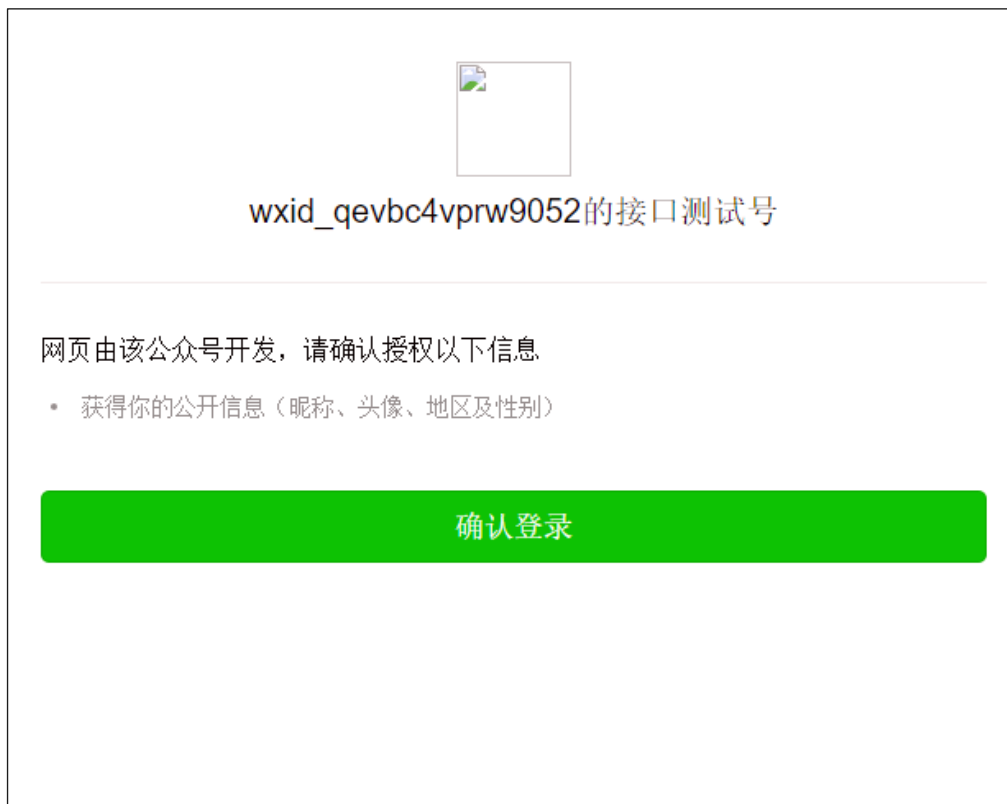 wxid_qevbc4vprw9052的接口测试号
网页由该公众号开发，请确认授权以下信息
• 获得你的公开信息（昵称、头像、地区及性别）
确认登录